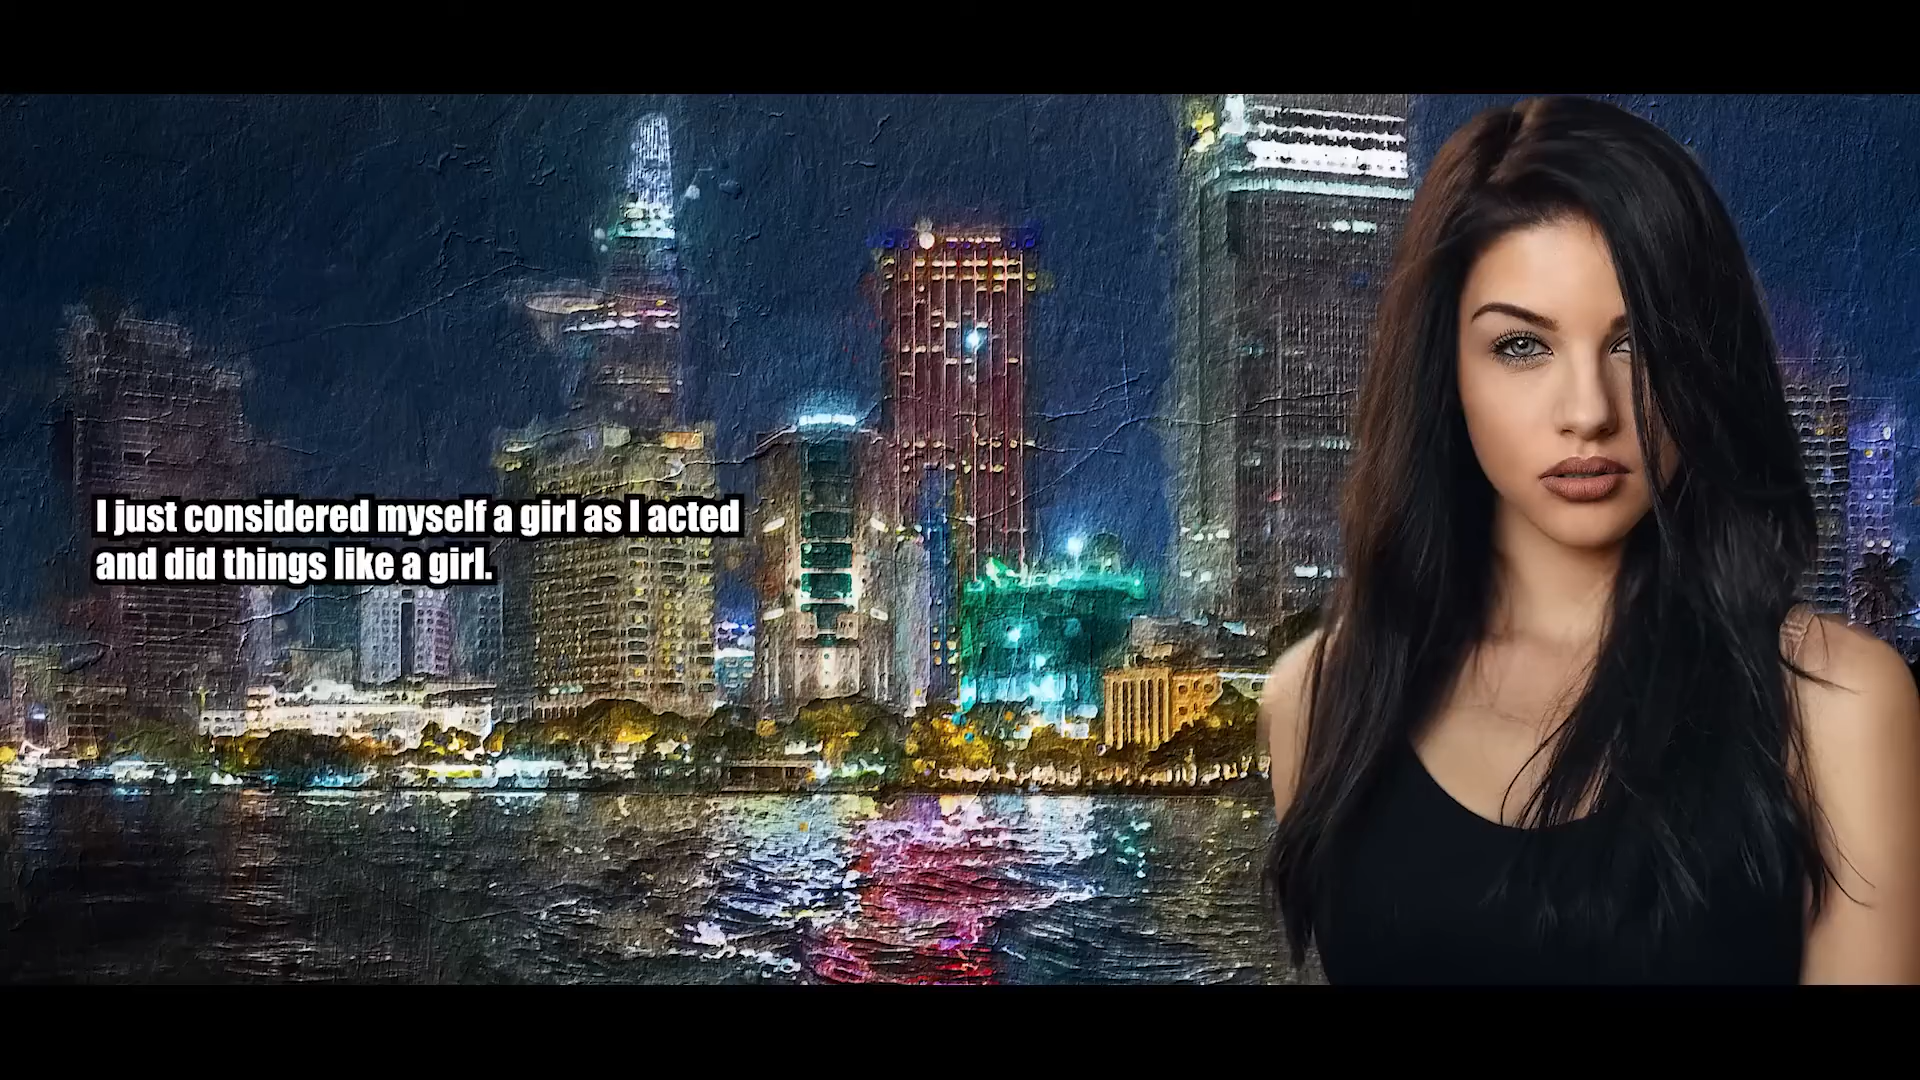 I just considered myself a girl as I acted
and did things like a girl.